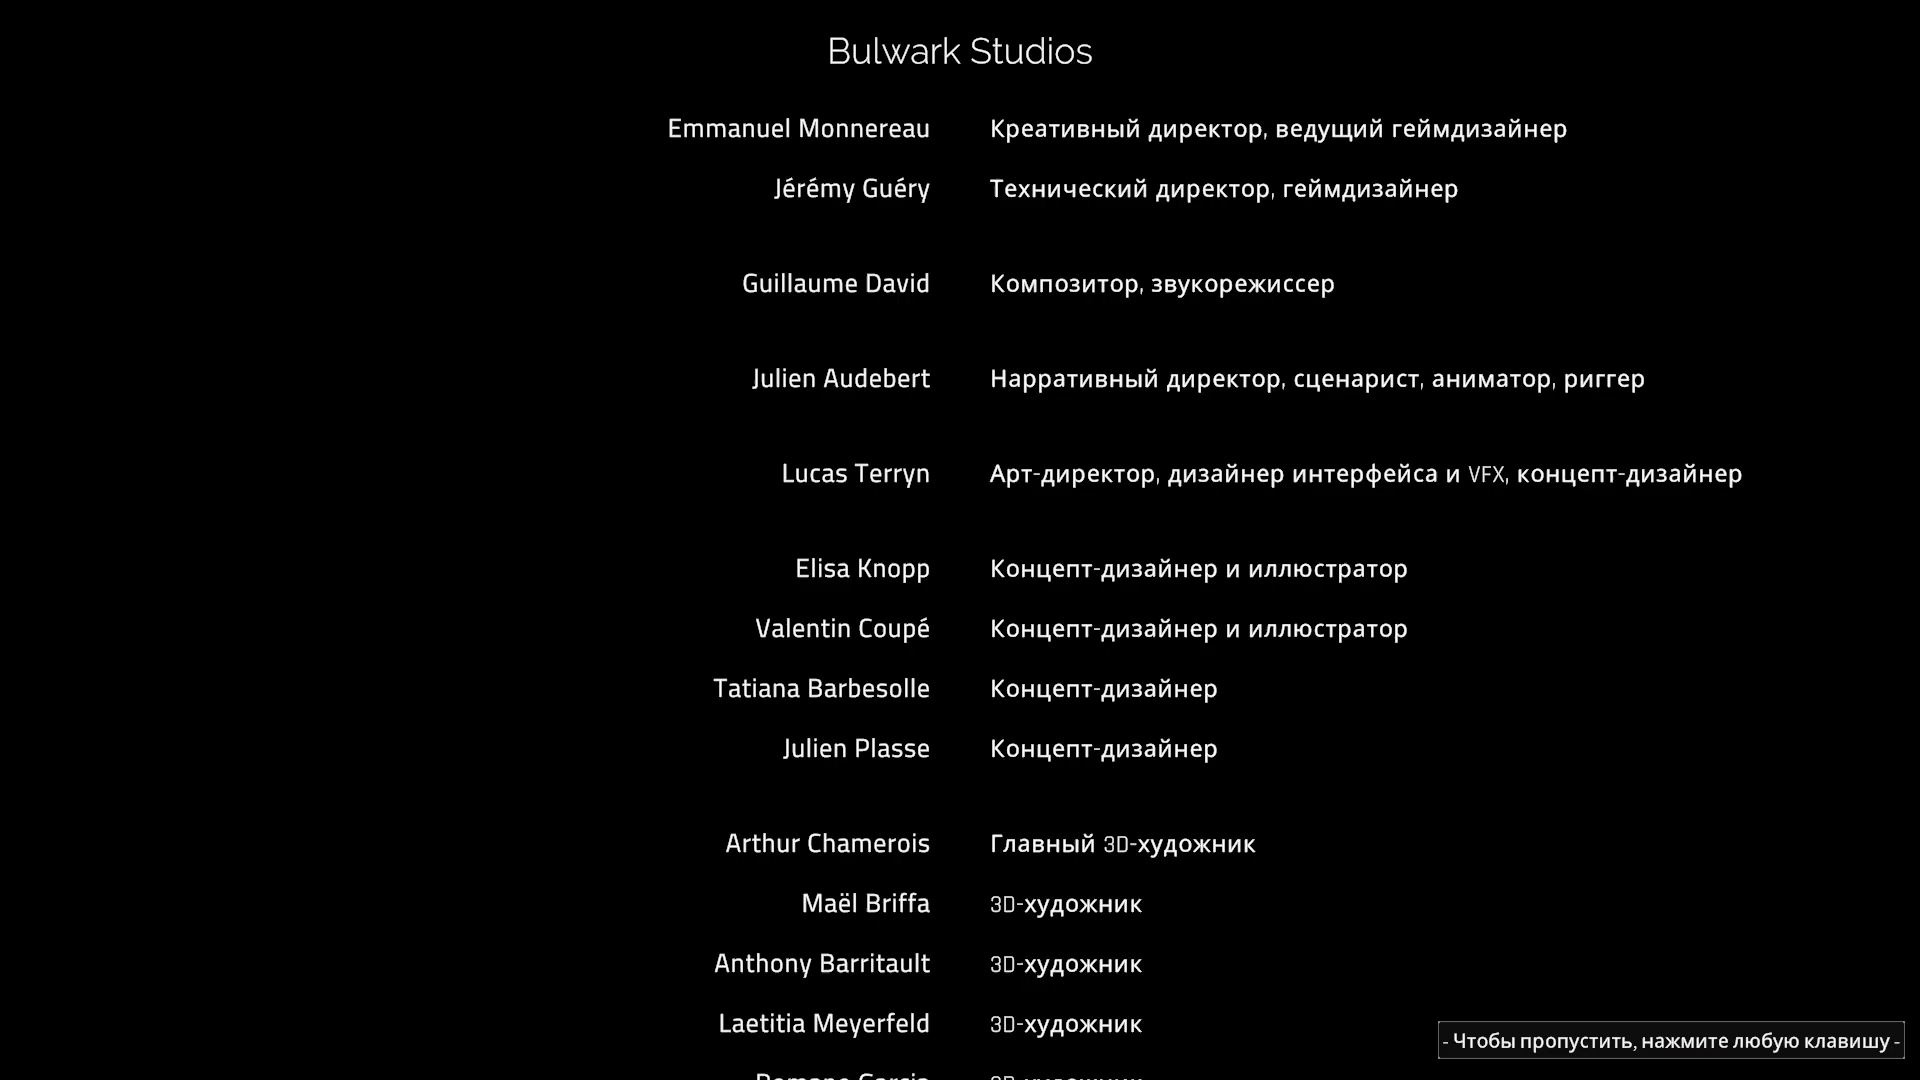 Bulwark Studios
Emmanuel Monnereau Креативный директор, ведущий геймдизайнер
Jérémy Guéry Технический директор, геймдизайнер
Guillaume David Композитор, звукорежиссер
Julien Audebert Нарративный директор, сценарист, аниматор, риггер
Lucas Terryn Арт-директор, дизайнер интерфейса и VFX, концепт-дизайнер
Elisa Knopp Концепт-дизайнер и иллюстратор
Valentin Coupé Концепт-дизайнер и иллюстратор
Tatiana Barbesolle Концепт-дизайнер
Julien Plasse Концепт-дизайнер
Arthur Chamerois Главный 3D-художник
Maël Briffa 3D-художник
Anthony Barritault 3D-художник
Laetitia Meyerfeld 3D-художник
- Чтобы пропустить, нажмите любую клавишу -